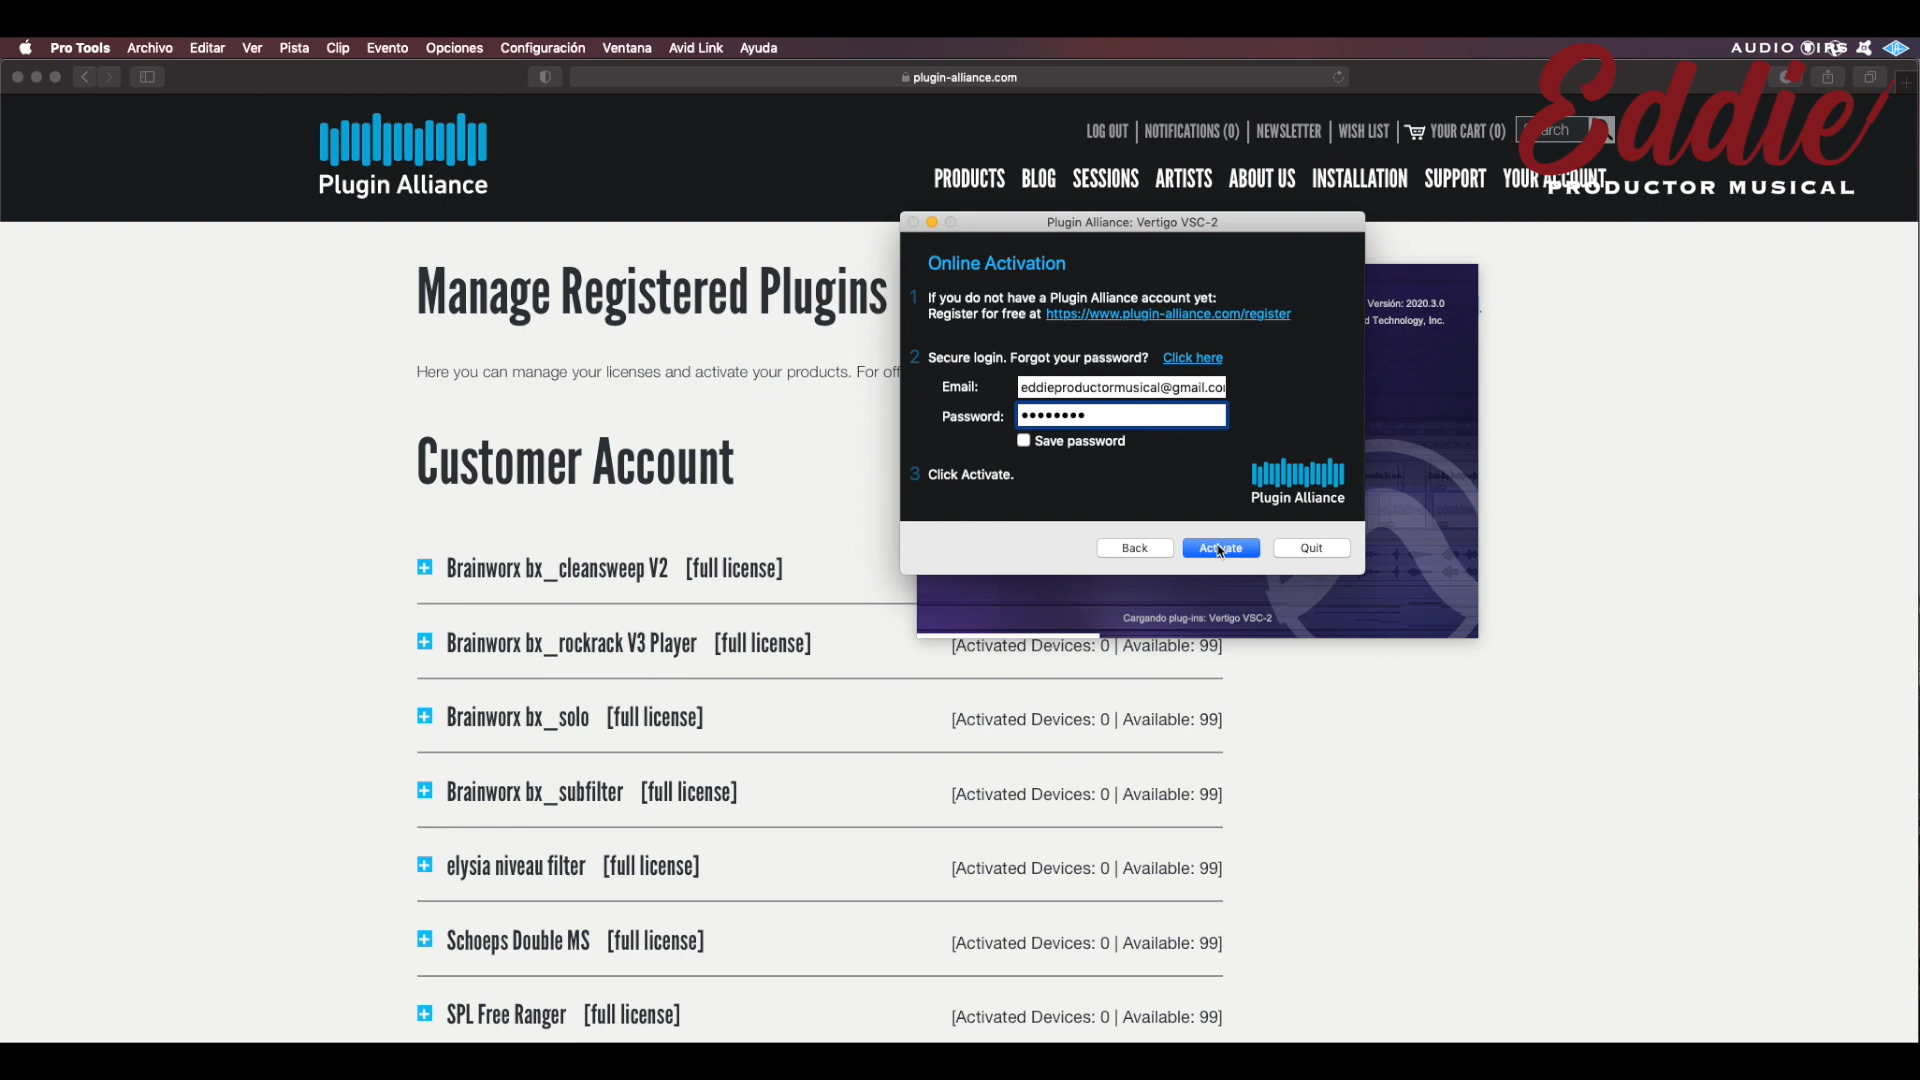 Pro Tools Archivo Editar Ver Pista Clip Evento Opciones Configuración Ventana Avid Link Ayuda
AUDIO TIPS
plugin-alliance.com
Eddie
PRODUCTOR MUSICAL
Plugin Alliance
LOG OUT | NOTIFICATIONS (0) | NEWSLETTER | WISH LIST | YOUR CART (0)
PRODUCTS BLOG SESSIONS ARTISTS ABOUT US INSTALLATION SUPPORT YOUR ACCOUNT
Plugin Alliance: Vertigo VSC-2
Online Activation
1 If you do not have a Plugin Alliance account yet:
Register for free at https://www.plugin-alliance.com/register
2 Secure login. Forgot your password? Click here
Email: eddieproductormusical@gmail.co
Password: ••••••••
Save password
3 Click Activate.
Plugin Alliance
Back Activate Quit
Versión: 2020.3.0
d Technology, Inc.
Cargando plug-ins: Vertigo VSC-2
Manage Registered Plugins
Here you can manage your licenses and activate your products. For off
Customer Account
Brainworx bx_cleansweep V2 [full license]
Brainworx bx_rockrack V3 Player [full license] [Activated Devices: 0 | Available: 99]
Brainworx bx_solo [full license] [Activated Devices: 0 | Available: 99]
Brainworx bx_subfilter [full license] [Activated Devices: 0 | Available: 99]
elysia niveau filter [full license] [Activated Devices: 0 | Available: 99]
Schoeps Double MS [full license] [Activated Devices: 0 | Available: 99]
SPL Free Ranger [full license] [Activated Devices: 0 | Available: 99]